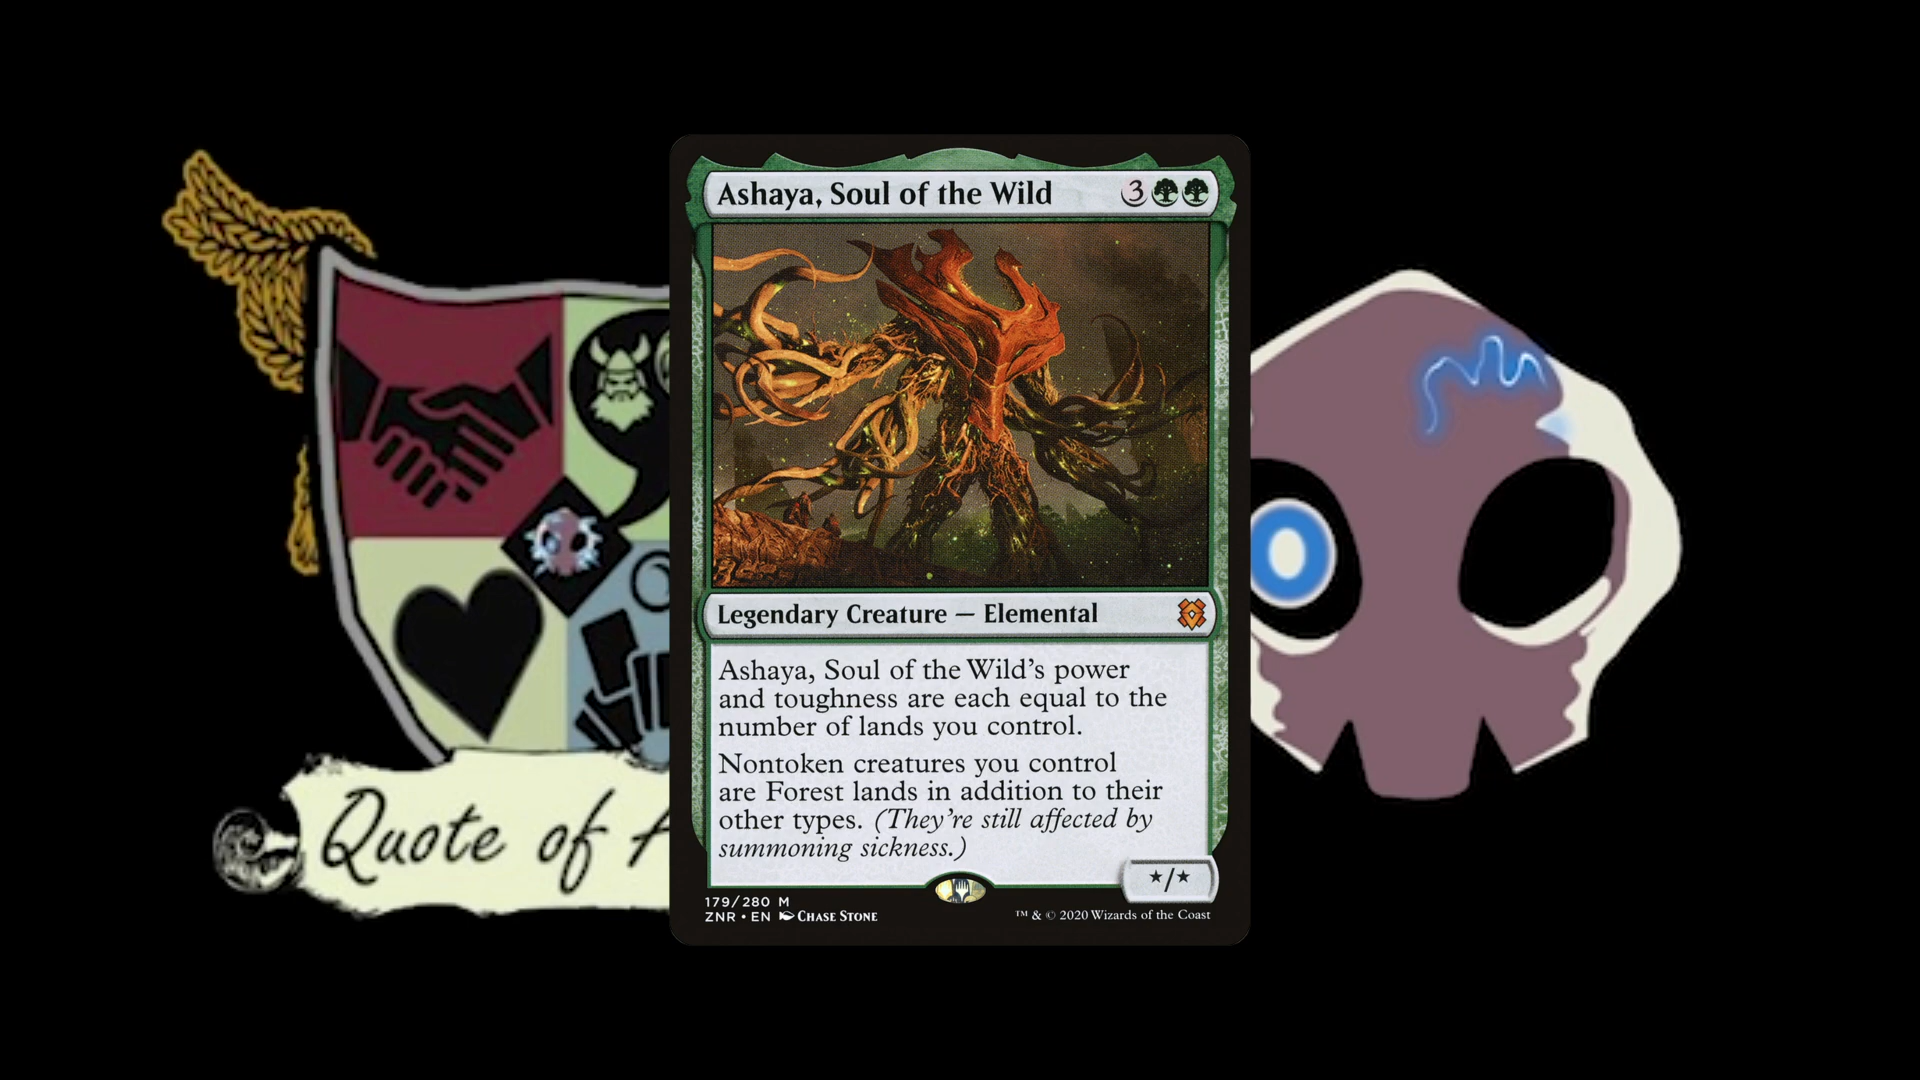 Ashaya, Soul of the Wild 3
Legendary Creature — Elemental
Ashaya, Soul of the Wild's power
and toughness are each equal to the
number of lands you control.
Nontoken creatures you control
are Forest lands in addition to their
other types. (They're still affected by
summoning sickness.)
★/★
179/280 M
ZNR • EN CHASE STONE
™ & © 2020 Wizards of the Coast
Quote of